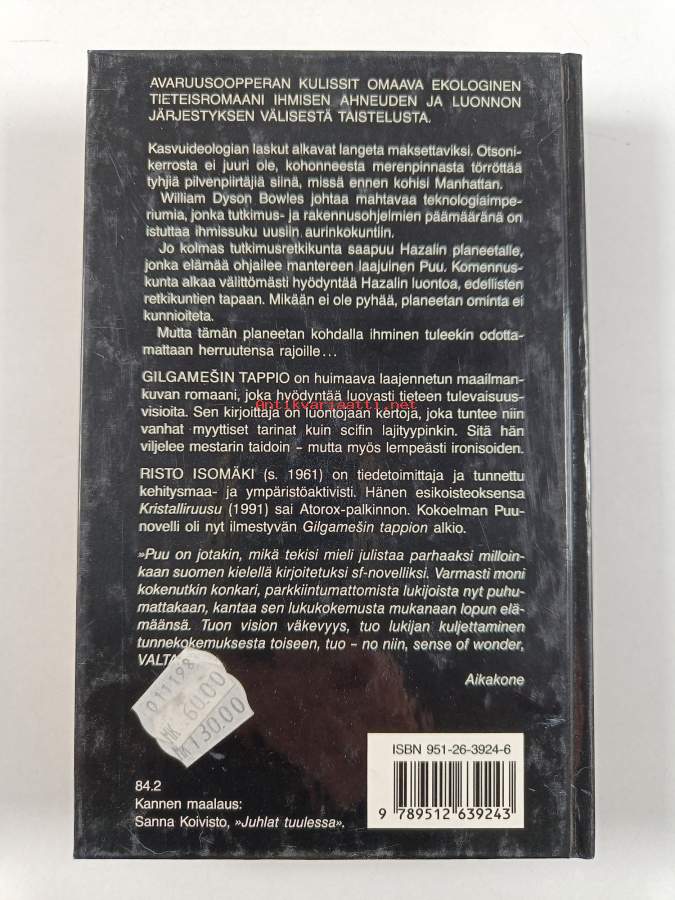 AVARUUSOOPPERAN KULISSIT OMAAVA EKOLOGINEN
TIETEISROMAANI IHMISEN AHNEUDEN JA LUONNON
JÄRJESTYKSEN VÄLISESTÄ TAISTELUSTA.
Kasvuideologian laskut alkavat langeta maksettaviksi. Otsoni-
kerrosta ei juuri ole, kohonneesta merenpinnasta törröttää
tyhjiä pilvenpiirtäjiä siinä, missä ennen kohisi Manhattan.
William Dyson Bowles johtaa mahtavaa teknologiaimpe-
riumia, jonka tutkimus- ja rakennusohjelmien päämääränä on
istuttaa ihmissuku uusiin aurinkokuntiin.
Jo kolmas tutkimusretkikunta saapuu Hazalin planeetalle,
jonka elämää ohjailee mantereen laajuinen Puu. Komennus-
kunta alkaa välittömästi hyödyntää Hazalin luontoa, edellisten
retkikuntien tapaan. Mikään ei ole pyhää, planeetan ominta ei
kunnioiteta.
Mutta tämän planeetan kohdalla ihminen tuleekin odotta-
mattaan herruutensa rajoille...
GILGAMEŠIN TAPPIO on huimaava laajennetun maailman-
kuvan romaani, joka hyödyntää luovasti tieteen tulevaisuus-
visioita. Sen kirjoittaja on luontojaan kertoja, joka tuntee niin
vanhat myyttiset tarinat kuin scifin lajityypinkin. Sitä hän
viljelee mestarin taidoin – mutta myös lempeästi ironisoiden.
Antikvariaatti.net
RISTO ISOMÄKI (s. 1961) on tiedetoimittaja ja tunnettu
kehitysmaa- ja ympäristöaktivisti. Hänen esikoisteoksensa
Kristalliruusu (1991) sai Atorox-palkinnon. Kokoelman Puu-
novelli oli nyt ilmestyvän Gilgamešin tappion alkio.
»Puu on jotakin, mikä tekisi mieli julistaa parhaaksi milloin-
kaan suomen kielellä kirjoitetuksi sf-novelliksi. Varmasti moni
kokenutkin konkari, parkkiintumattomista lukijoista nyt puhu-
mattakaan, kantaa sen lukukokemusta mukanaan lopun elä-
määnsä. Tuon vision väkevyys, tuo lukijan kuljettaminen
tunnekokemuksesta toiseen, tuo – no niin, sense of wonder,
Aikakone
011198
MK 60.00
130.00
ISBN 951-26-3924-6
9 789512 639243
84.2
Kannen maalaus:
Sanna Koivisto, »Juhlat tuulessa».